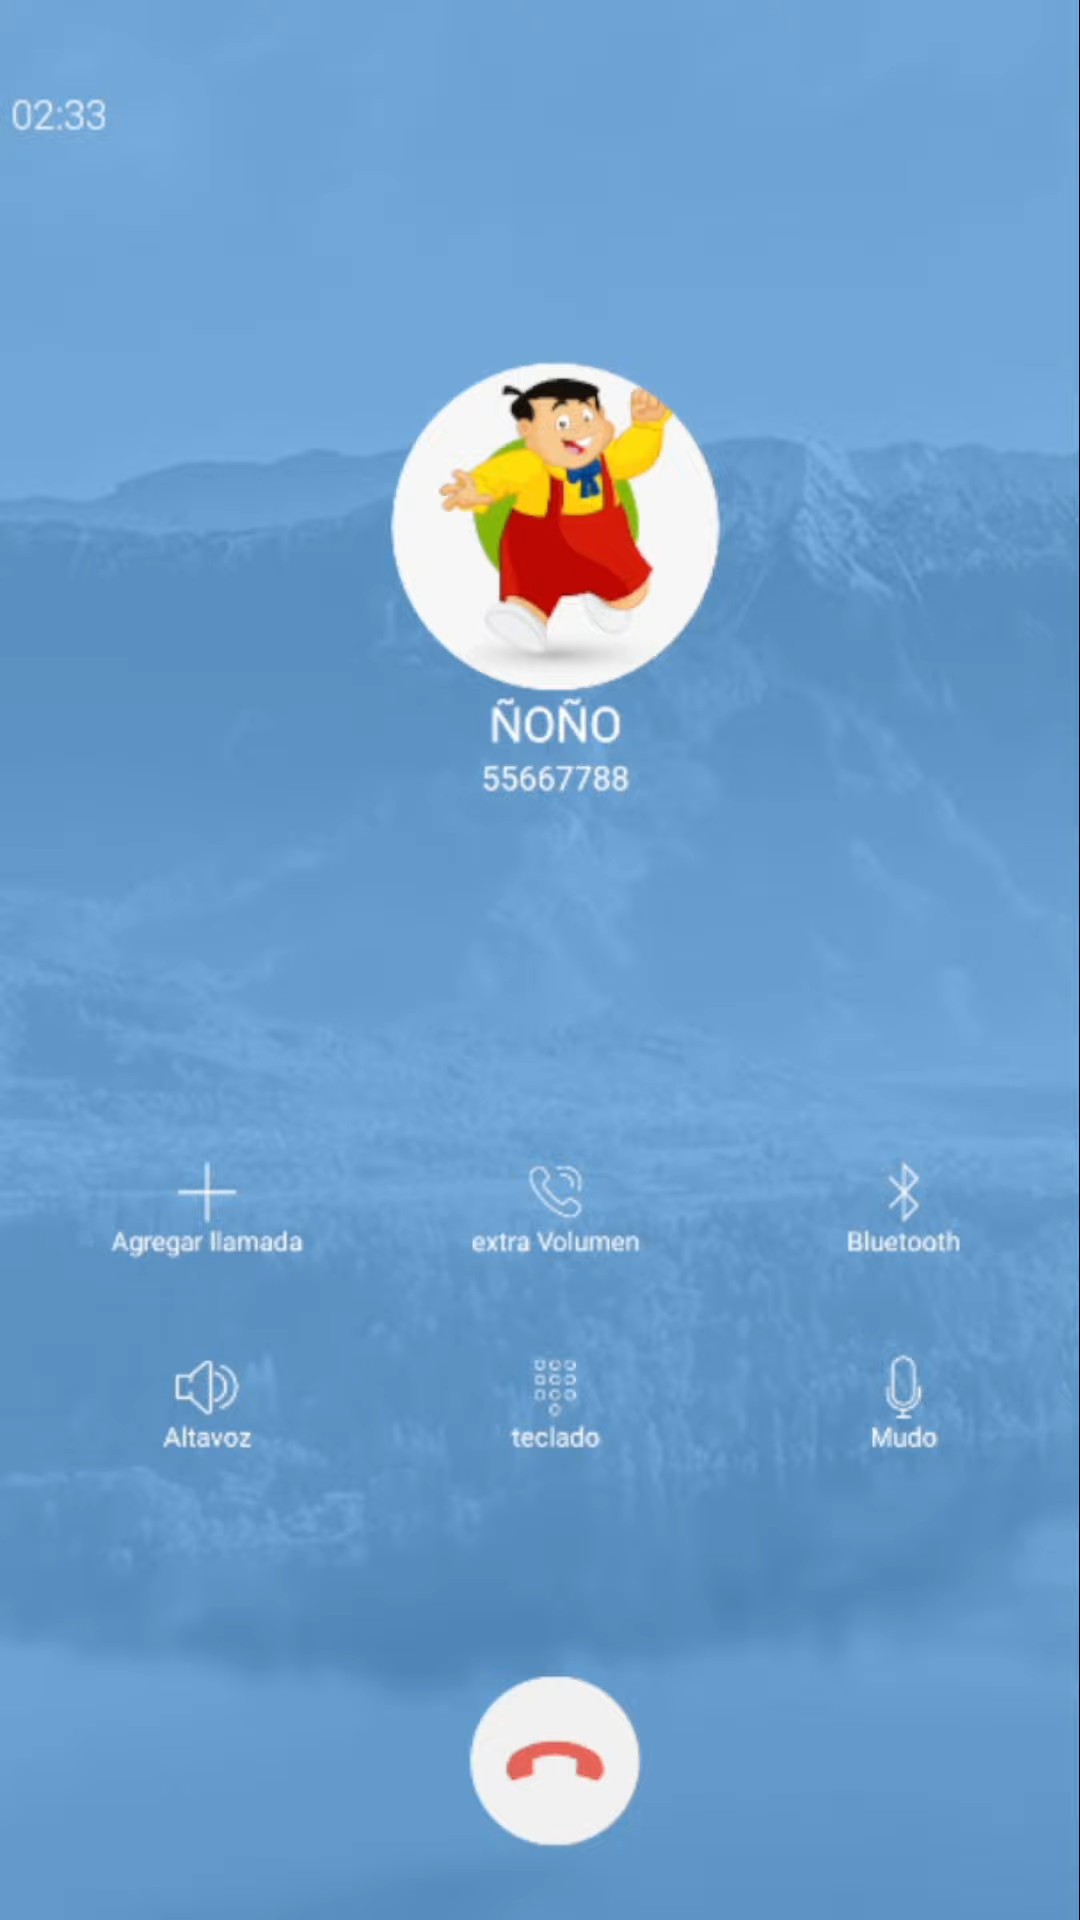 02:33
ÑOÑO
55667788
Agregar llamada
extra Volumen
Bluetooth
Altavoz
teclado
Mudo